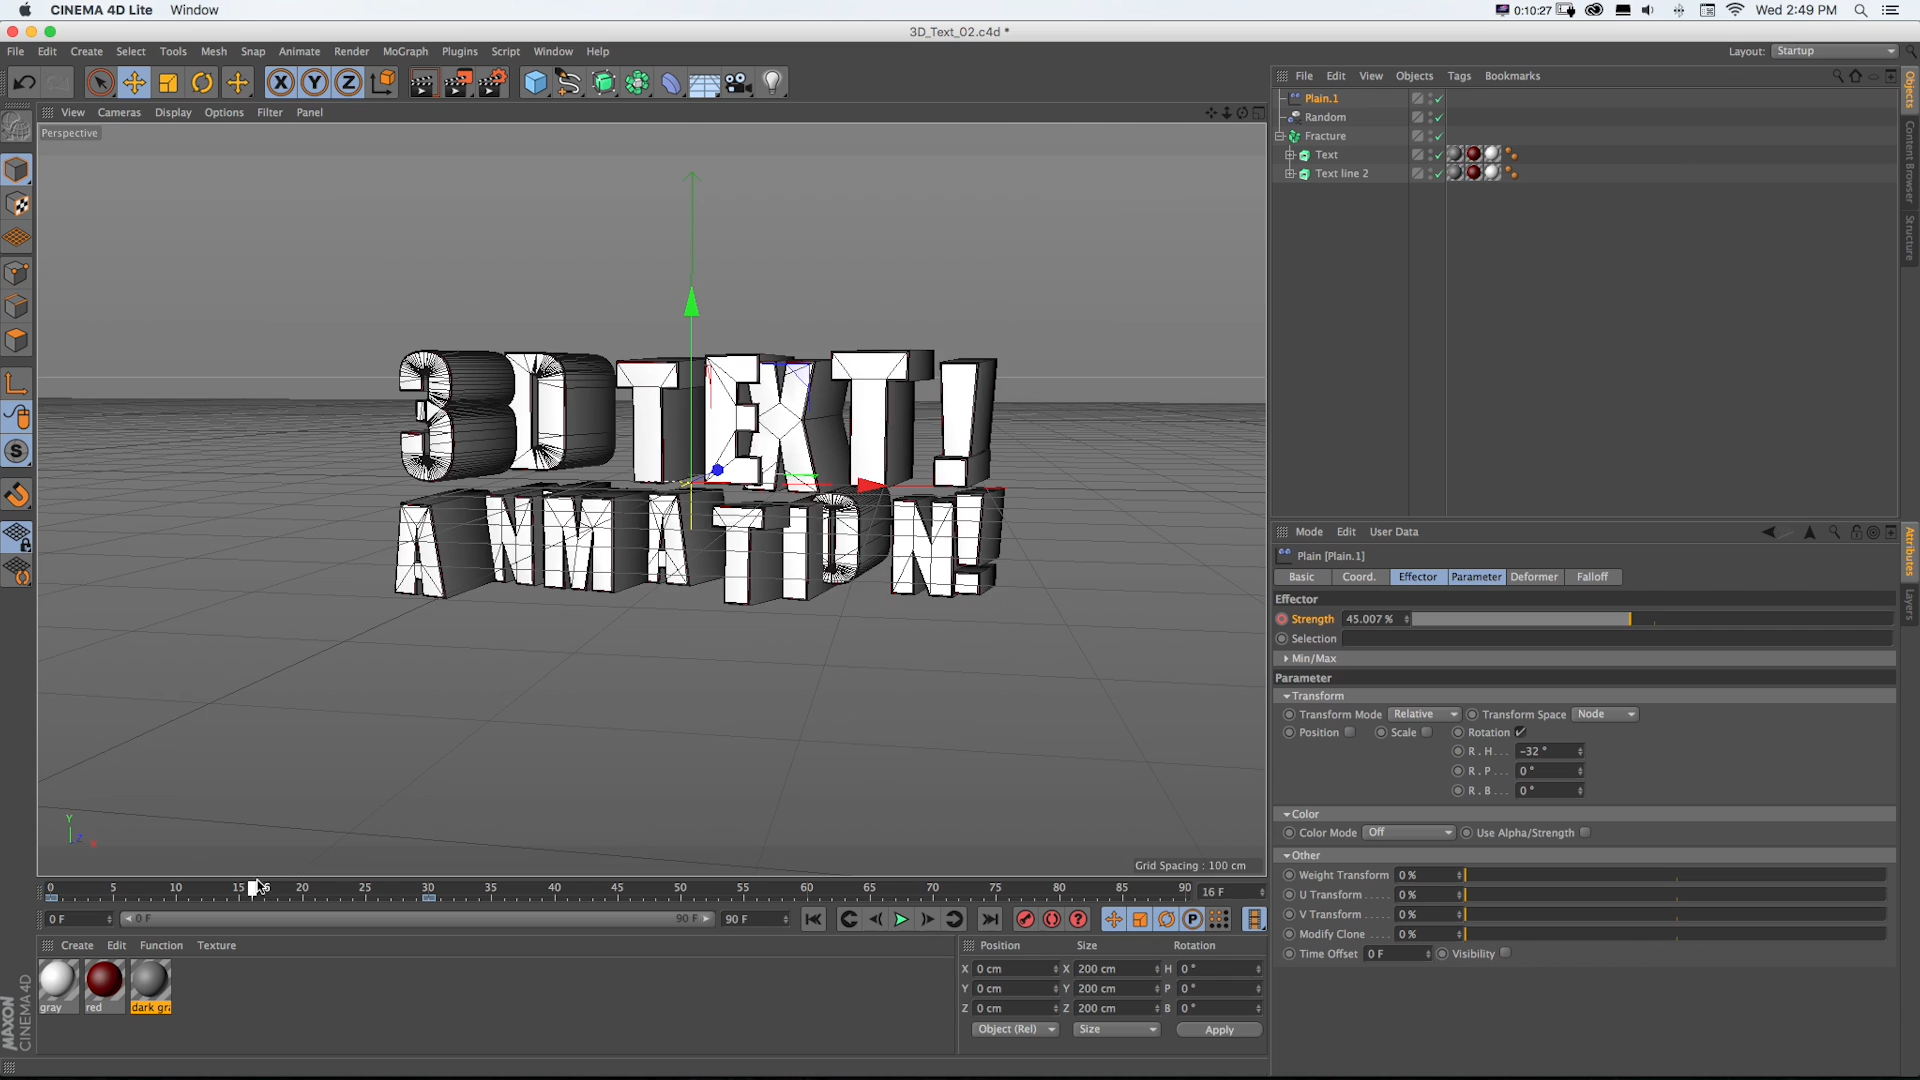 CINEMA 4D Lite Window 0:10:27 Wed 2:49 PM
3D_Text_02.c4d *
File Edit Create Select Tools Mesh Snap Animate Render MoGraph Plugins Script Window Help Layout: Startup
X Y Z File Edit View Objects Tags Bookmarks
View Cameras Display Options Filter Panel
Perspective
Plain.1
Random
Fracture
Text
Text line 2
Objects
Content Browser
Structure
3D TEXT!
ANIMATION!
Mode Edit User Data
Plain [Plain.1]
Basic Coord. Effector Parameter Deformer Falloff
Effector
Strength 45.007 %
Selection
Min/Max
Parameter
Transform
Transform Mode Relative Transform Space Node
Position Scale Rotation
R . H . . . -32 °
R . P . . . 0 °
R . B . . . 0 °
Color
Color Mode Off Use Alpha/Strength
Other
Weight Transform 0 %
U Transform . . . . . 0 %
V Transform . . . . . 0 %
Modify Clone . . . . 0 %
Time Offset 0 F Visibility
Attributes
Layers
Y
Z
Grid Spacing : 100 cm
0 5 10 15 20 25 30 35 40 45 50 55 60 65 70 75 80 85 90 16 F
0 F 0 F 90 F 90 F
Create Edit Function Texture
gray red dark gra
Position Size Rotation
X 0 cm X 200 cm H 0 °
Y 0 cm Y 200 cm P 0 °
Z 0 cm Z 200 cm B 0 °
Object (Rel) Size Apply
MAXON
CINEMA 4D